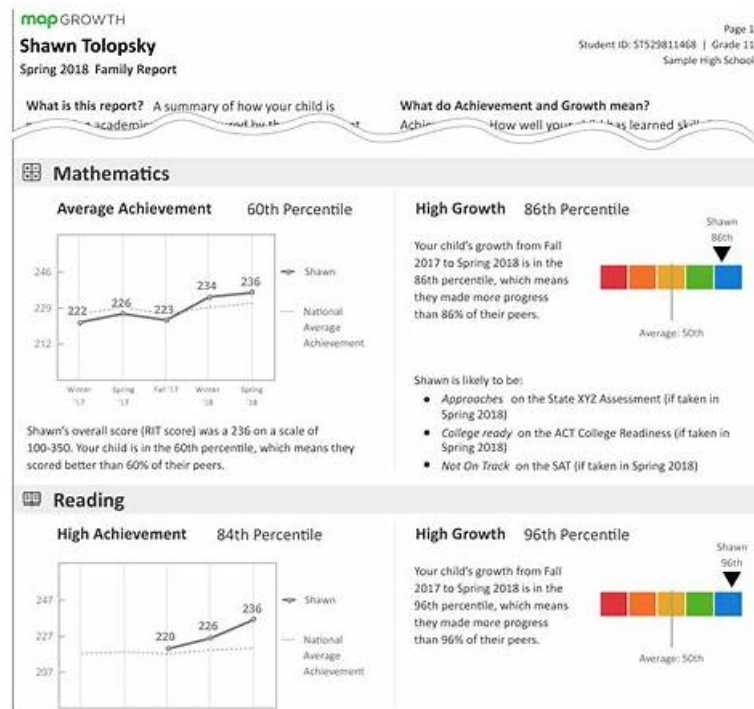 map GROWTH
Page 1
Shawn Tolopsky
Student ID: ST529811468 | Grade 11
Spring 2018 Family Report
Sample High School
What is this report? A summary of how your child is
What do Achievement and Growth mean?
academic
How well your child has learned
Mathematics
Average Achievement 60th Percentile
246
229
212
222
226
223
234
236
Shawn
National
Average
Achievement
Winter '17
Spring '17
Fall '17
Winter '18
Spring '18
Shawn's overall score (RIT score) was a 236 on a scale of
100-350. Your child is in the 60th percentile, which means they
scored better than 60% of their peers.
High Growth 86th Percentile
Your child's growth from Fall
2017 to Spring 2018 is in the
86th percentile, which means
they made more progress
than 86% of their peers.
Shawn
86th
Average: 50th
Shawn is likely to be:
• Approaches on the State XYZ Assessment (if taken in
Spring 2018)
• College ready on the ACT College Readiness (if taken in
Spring 2018)
• Not On Track on the SAT (if taken in Spring 2018)
Reading
High Achievement 84th Percentile
247
227
207
220
226
236
Shawn
National
Average
Achievement
High Growth 96th Percentile
Your child's growth from Fall
2017 to Spring 2018 is in the
96th percentile, which means
they made more progress
than 96% of their peers.
Shawn
96th
Average: 50th